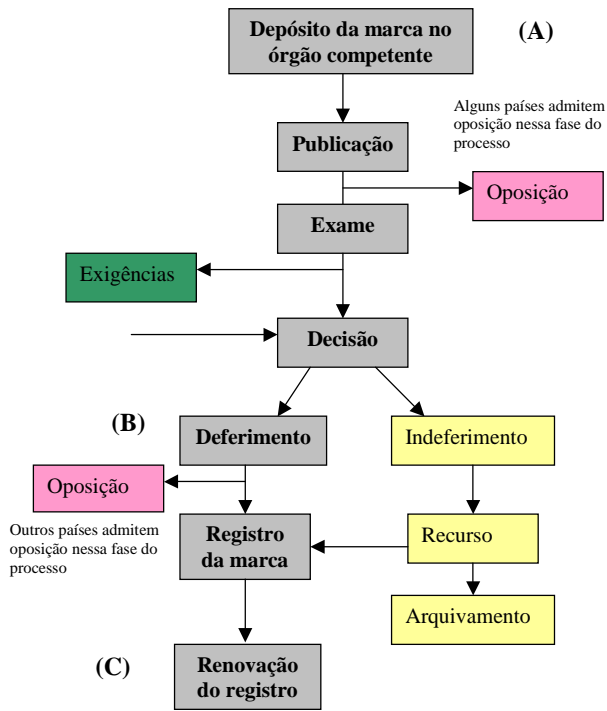 Depósito da marca no
órgão competente
(A)
Alguns países admitem
oposição nessa fase do
processo
Publicação
Oposição
Exame
Exigências
Decisão
(B)
Deferimento
Indeferimento
Oposição
Outros países admitem
oposição nessa fase do
processo
Registro
da marca
Recurso
Arquivamento
(C)
Renovação
do registro